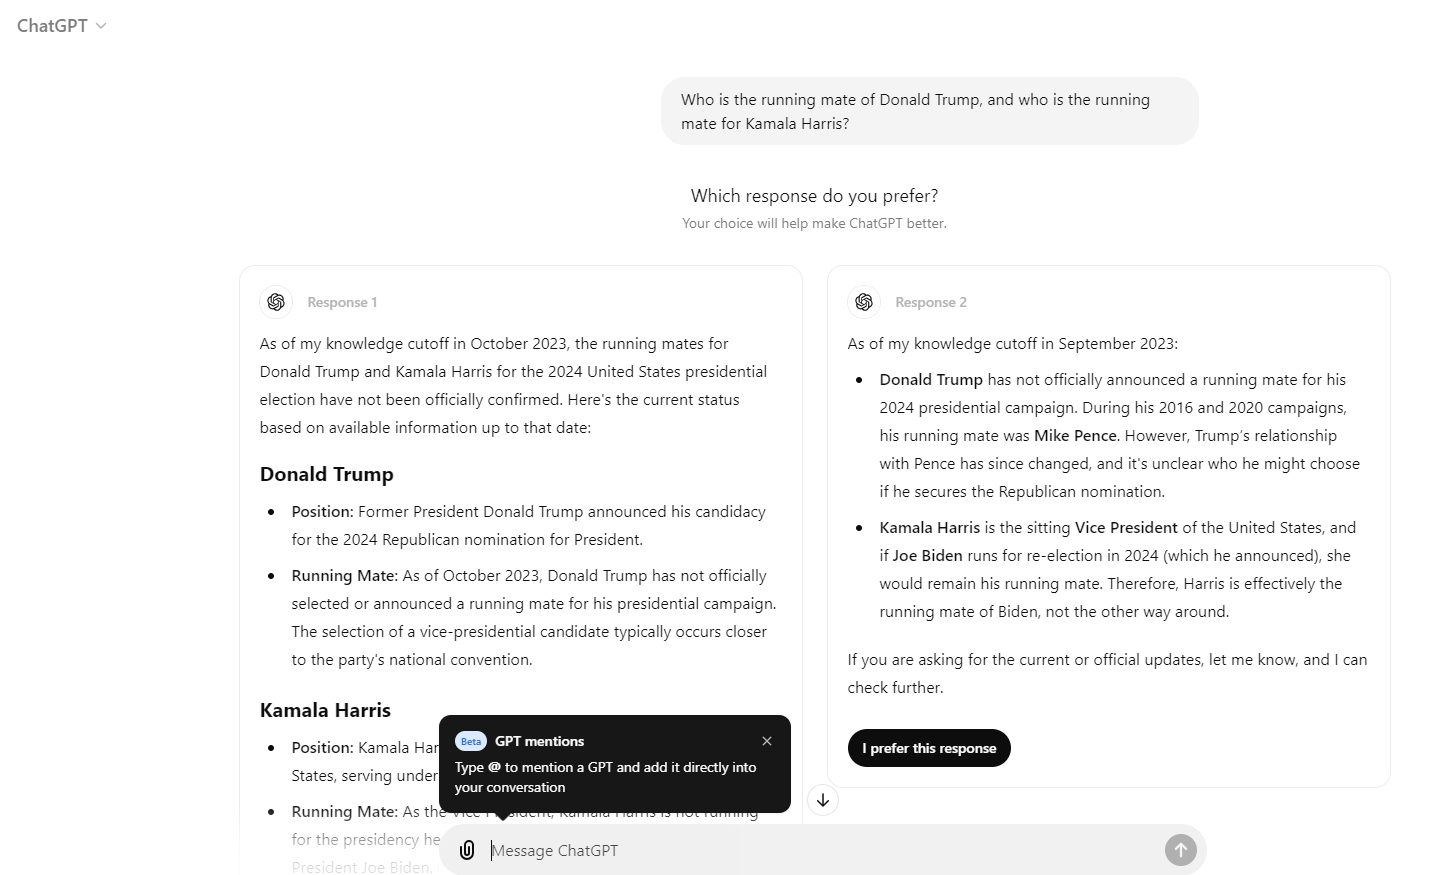 ChatGPT
Who is the running mate of Donald Trump, and who is the running
mate for Kamala Harris?
Which response do you prefer?
Your choice will help make ChatGPT better.
Response 1
As of my knowledge cutoff in October 2023, the running mates for
Donald Trump and Kamala Harris for the 2024 United States presidential
election have not been officially confirmed. Here's the current status
based on available information up to that date:
Donald Trump
Position: Former President Donald Trump announced his candidacy
for the 2024 Republican nomination for President.
Running Mate: As of October 2023, Donald Trump has not officially
selected or announced a running mate for his presidential campaign.
The selection of a vice-presidential candidate typically occurs closer
to the party's national convention.
Kamala Harris
Position: Kamala Har
States, serving under
Running Mate: As the Vice President, Kamala Harris is not running
for the presidency he
President Joe Biden.
Response 2
As of my knowledge cutoff in September 2023:
Donald Trump has not officially announced a running mate for his
2024 presidential campaign. During his 2016 and 2020 campaigns,
his running mate was Mike Pence. However, Trump's relationship
with Pence has since changed, and it's unclear who he might choose
if he secures the Republican nomination.
Kamala Harris is the sitting Vice President of the United States, and
if Joe Biden runs for re-election in 2024 (which he announced), she
would remain his running mate. Therefore, Harris is effectively the
running mate of Biden, not the other way around.
If you are asking for the current or official updates, let me know, and I can
check further.
I prefer this response
Beta GPT mentions
Type @ to mention a GPT and add it directly into
your conversation
Message ChatGPT